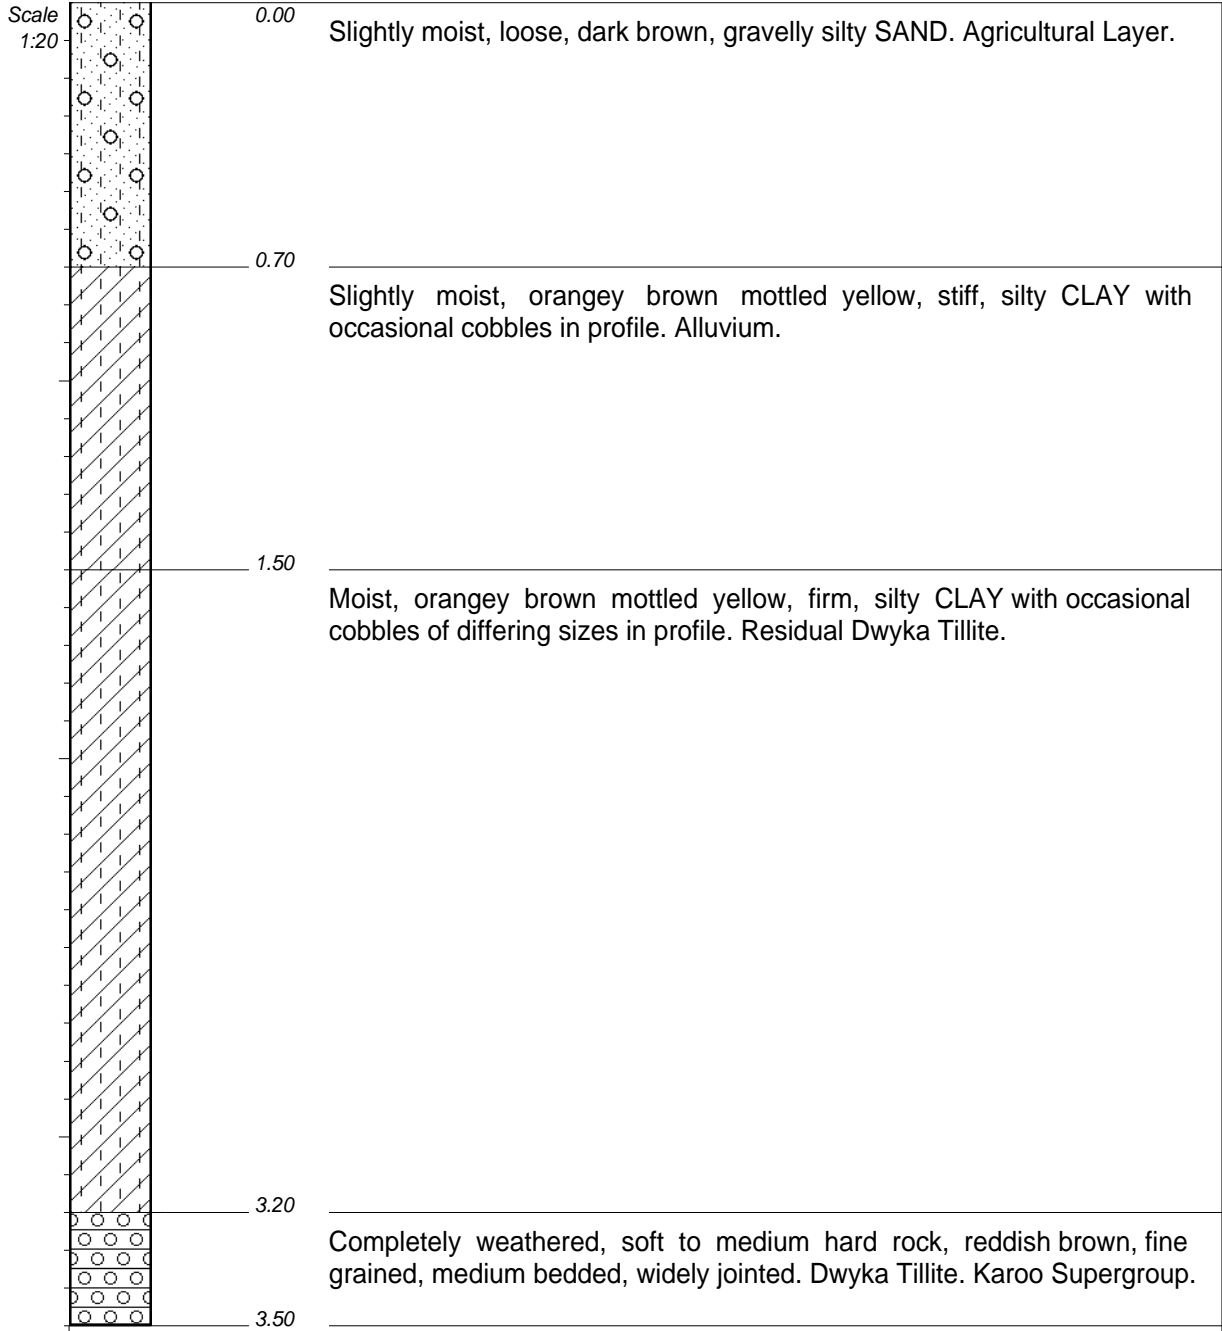 Scale
1:20
0.00
Slightly moist, loose, dark brown, gravelly silty SAND. Agricultural Layer.
0.70
Slightly moist, orangey brown mottled yellow, stiff, silty CLAY with
occasional cobbles in profile. Alluvium.
1.50
Moist, orangey brown mottled yellow, firm, silty CLAY with occasional
cobbles of differing sizes in profile. Residual Dwyka Tillite.
3.20
Completely weathered, soft to medium hard rock, reddish brown, fine
grained, medium bedded, widely jointed. Dwyka Tillite. Karoo Supergroup.
3.50